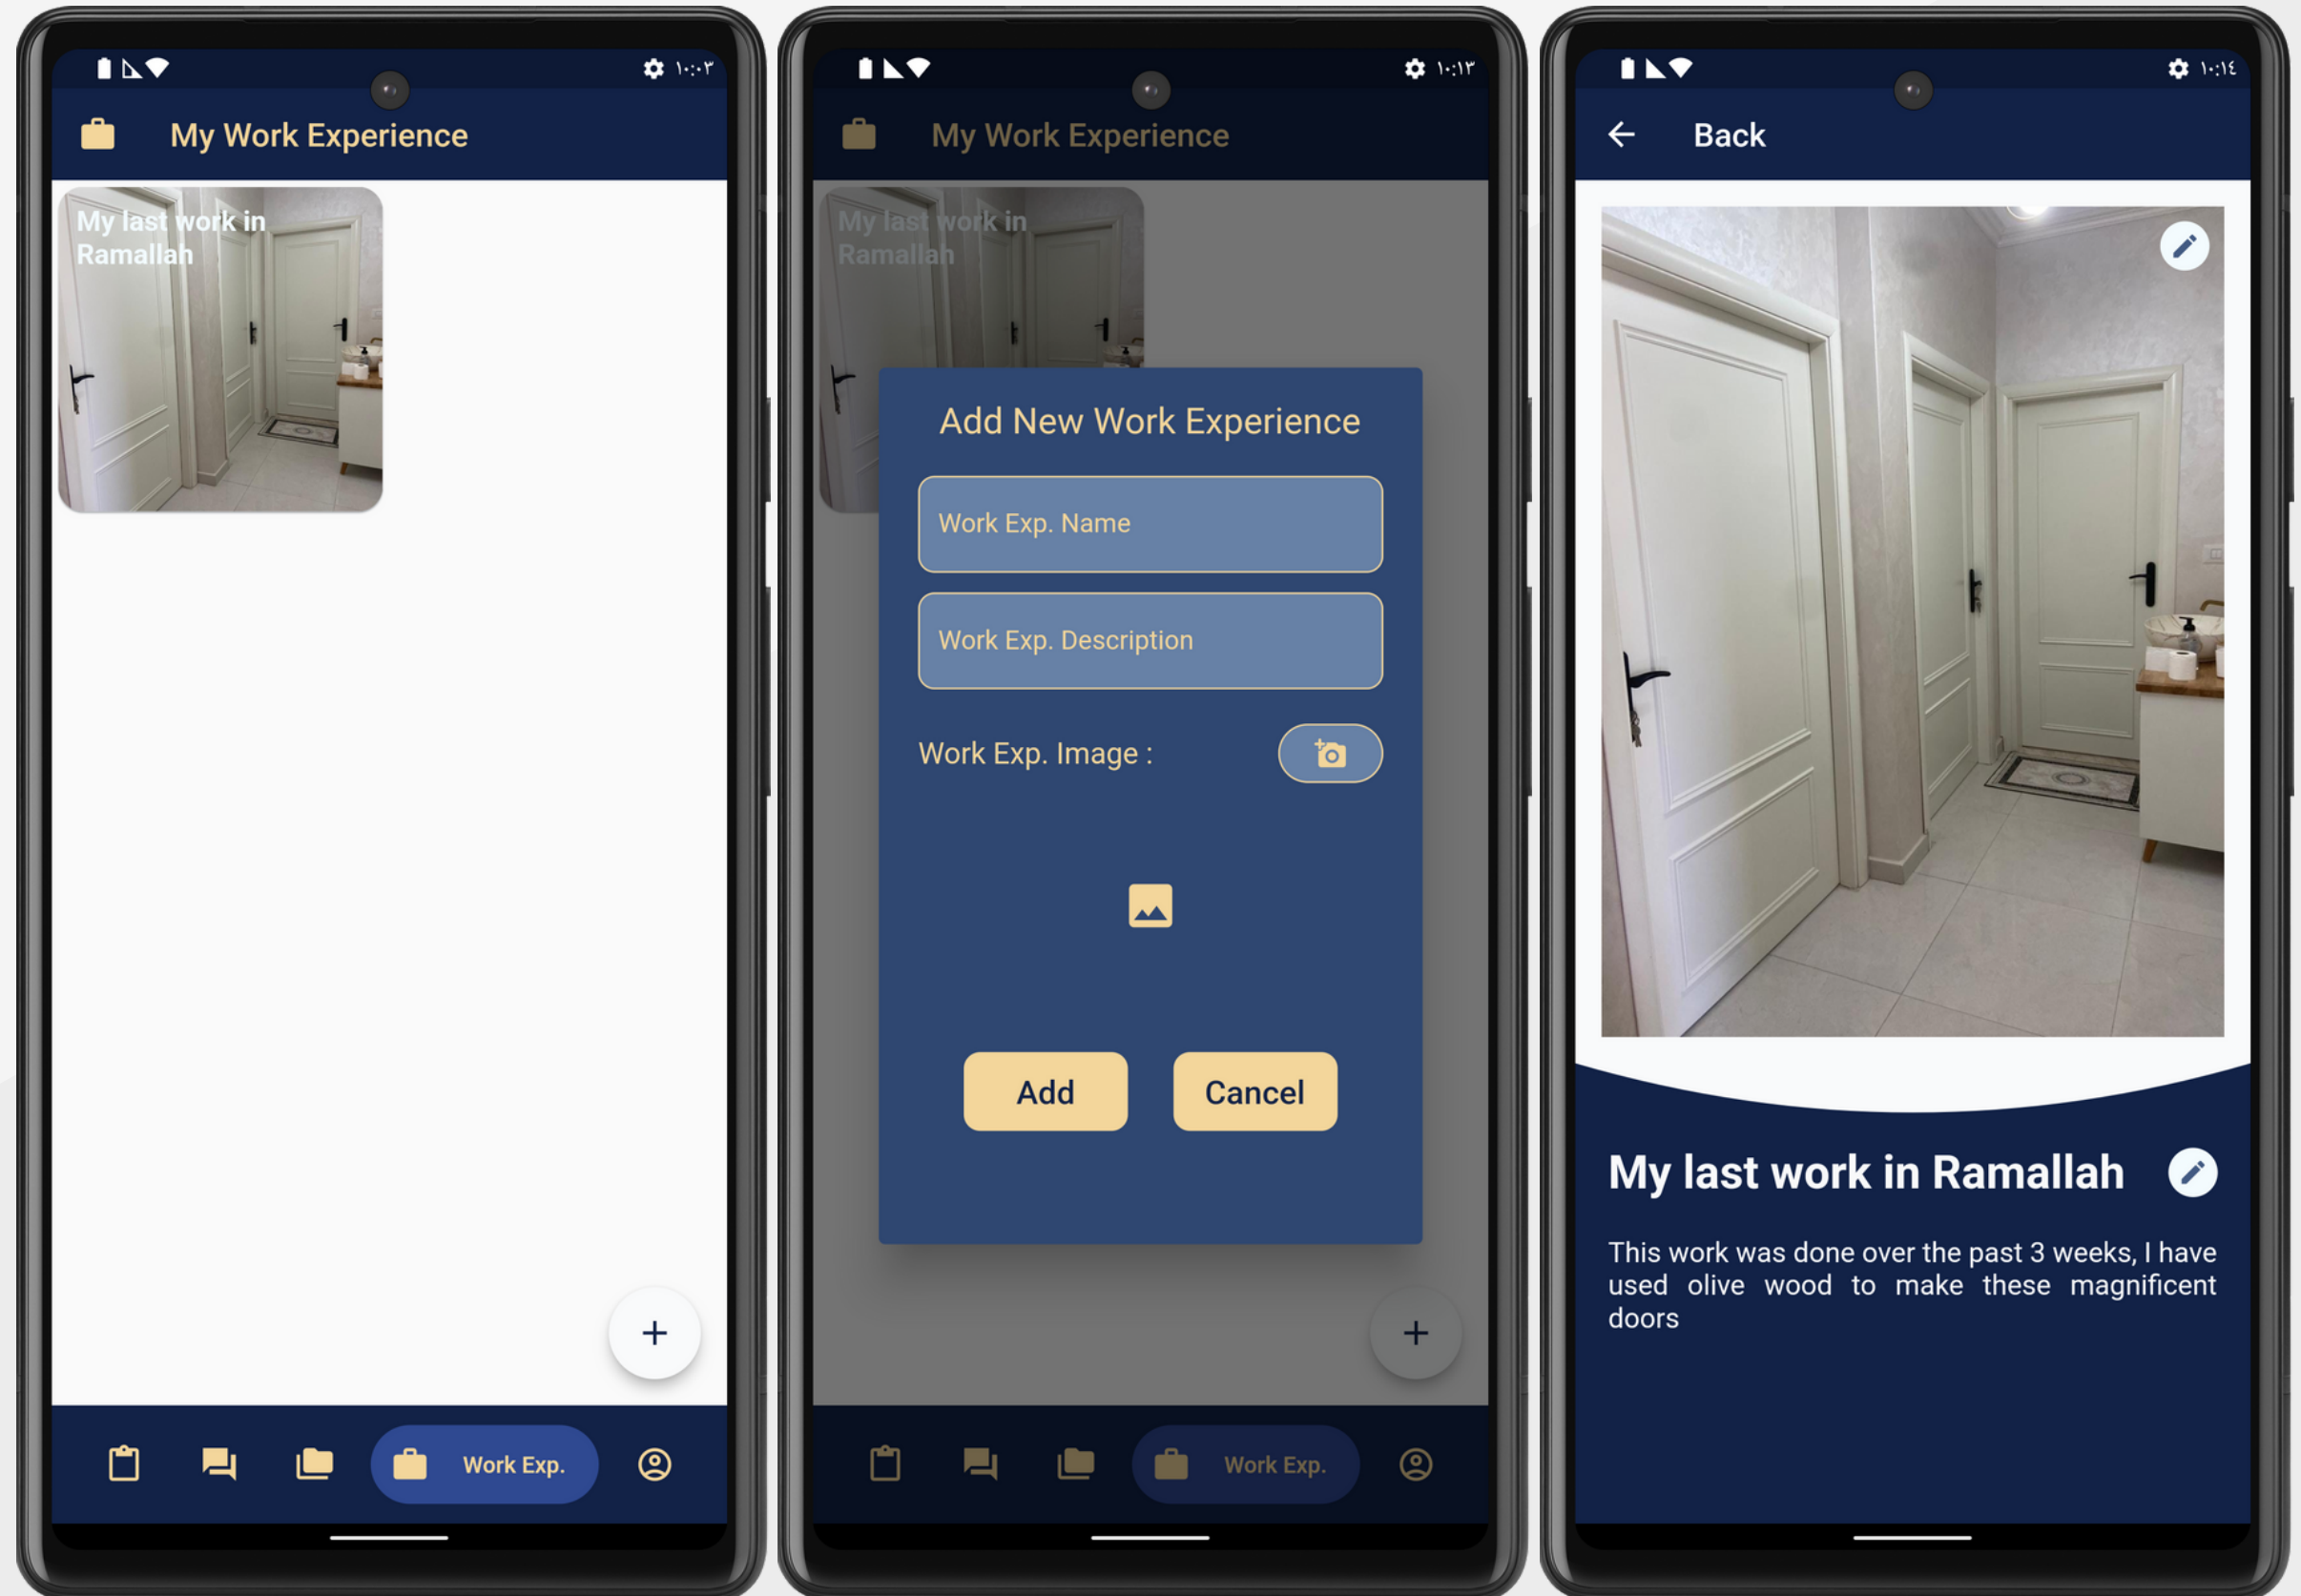 ١٠:٠٣
My Work Experience
My last work in
Ramallah
Work Exp.
١٠:١٣
My Work Experience
My last work in
Ramallah
Add New Work Experience
Work Exp. Name
Work Exp. Description
Work Exp. Image :
Add
Cancel
Work Exp.
١٠:١٤
Back
My last work in Ramallah
This work was done over the past 3 weeks, I have
used olive wood to make these magnificent
doors